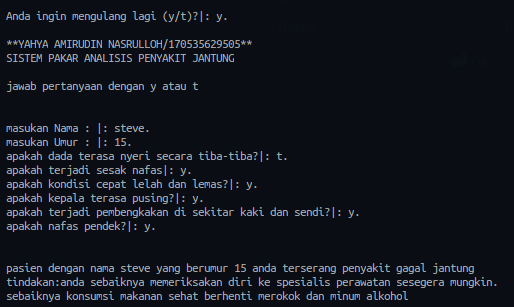 Anda ingin mengulang lagi (y/t)?|: y.
**YAHYA AMIRUDIN NASRULLOH/170535629505**
SISTEM PAKAR ANALISIS PENYAKIT JANTUNG
jawab pertanyaan dengan y atau t
masukan Nama : |: steve.
masukan Umur : |: 15.
apakah dada terasa nyeri secara tiba-tiba?|: t.
apakah terjadi sesak nafas|: y.
apakah kondisi cepat lelah dan lemas?|: y.
apakah kepala terasa pusing?|: y.
apakah terjadi pembengkakan di sekitar kaki dan sendi?|: y.
apakah nafas pendek?|: y.
pasien dengan nama steve yang berumur 15 anda terserang penyakit gagal jantung
tindakan:anda sebaiknya memeriksakan diri ke spesialis perawatan sesegera mungkin.
sebaiknya konsumsi makanan sehat berhenti merokok dan minum alkohol